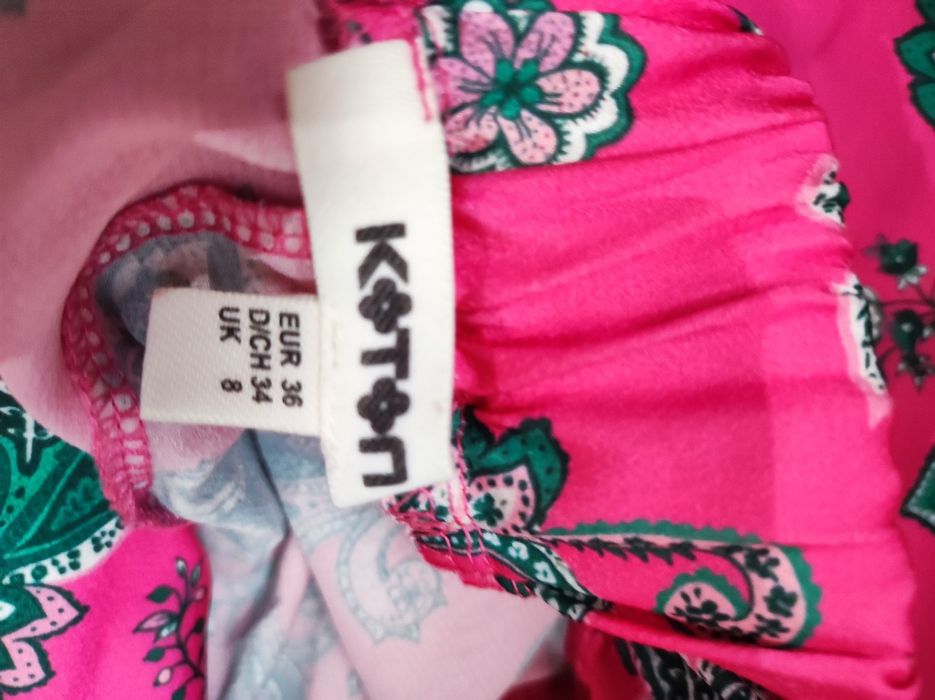 KOTON
EUR 36
D/CH 34
UK 8